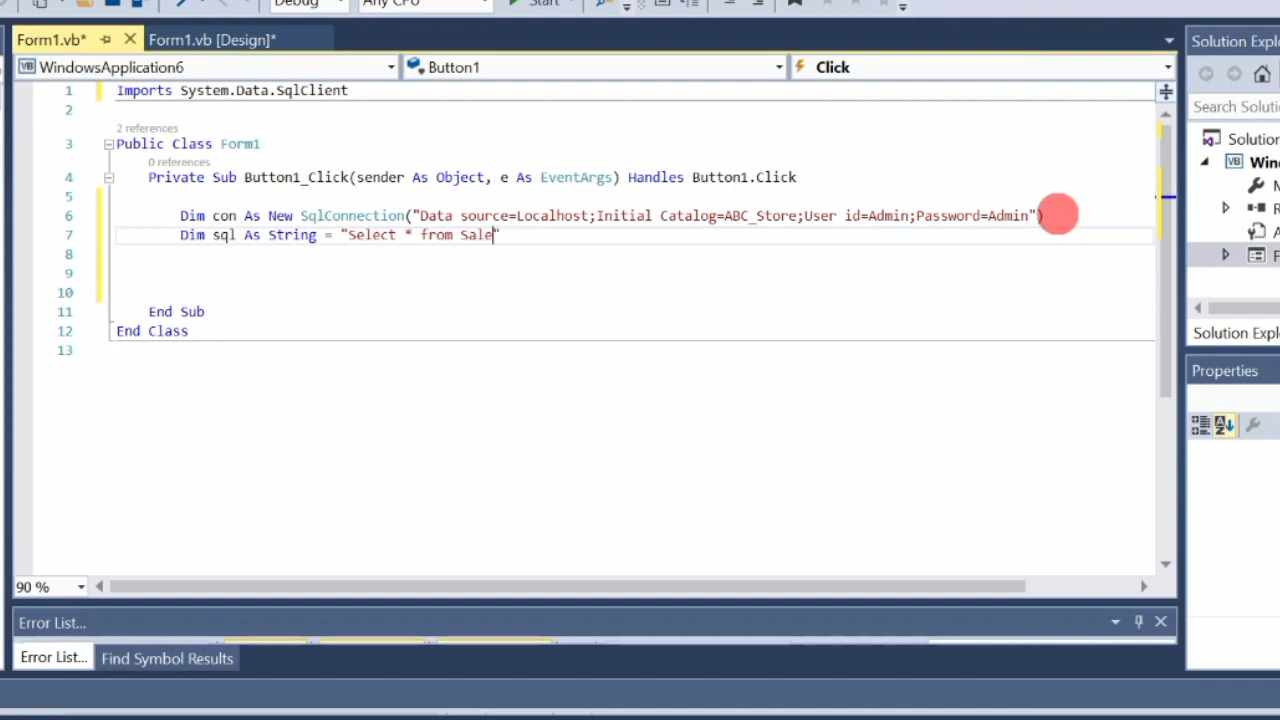 Debug Any CPU Start
Form1.vb* Form1.vb [Design]*
Solution Expl
WindowsApplication6 Button1 Click
Search Soluti
1 Imports System.Data.SqlClient
2
2 references
3 Public Class Form1
0 references
4 Private Sub Button1_Click(sender As Object, e As EventArgs) Handles Button1.Click
5
6 Dim con As New SqlConnection("Data source=Localhost;Initial Catalog=ABC_Store;User id=Admin;Password=Admin")
7 Dim sql As String = "Select * from Sale"
8
9
10
11 End Sub
12 End Class
13
Solution
VB Win
Solution Expl
Properties
90 %
Error List...
Error List... Find Symbol Results